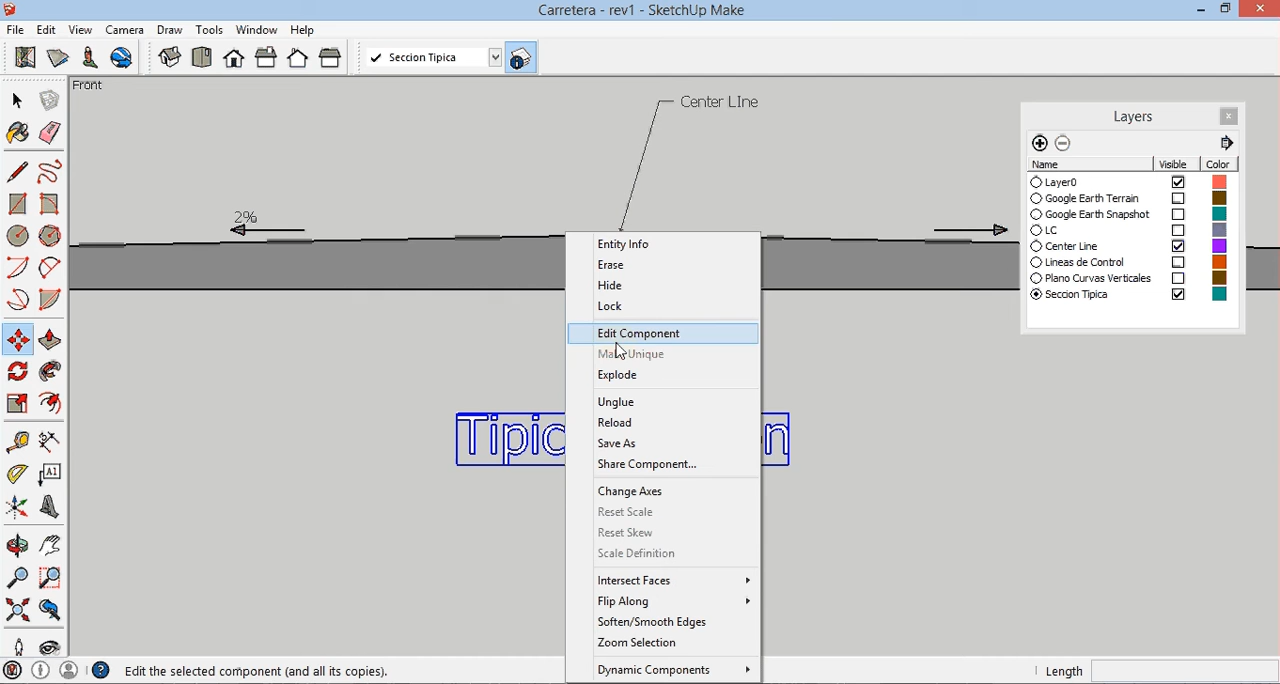 Carretera - rev1 - SketchUp Make
File Edit View Camera Draw Tools Window Help
Seccion Tipica
Front
Center LIne
Layers
Name Visible Color
Layer0
Google Earth Terrain
Google Earth Snapshot
LC
Center Line
Lineas de Control
Plano Curvas Verticales
Seccion Tipica
2%
Entity Info
Erase
Hide
Lock
Edit Component
Unique
Explode
Unglue
Reload
Save As
Share Component...
Change Axes
Reset Scale
Reset Skew
Scale Definition
Intersect Faces
Flip Along
Soften/Smooth Edges
Zoom Selection
Dynamic Components
A1
Edit the selected component (and all its copies).
Length